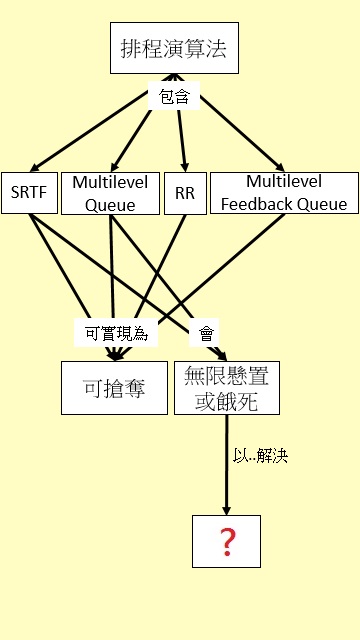 排程演算法
包含
SRTF
Multilevel
Queue
RR
Multilevel
Feedback Queue
可實現為
會
可搶奪
無限懸置
或餓死
以..解決
?